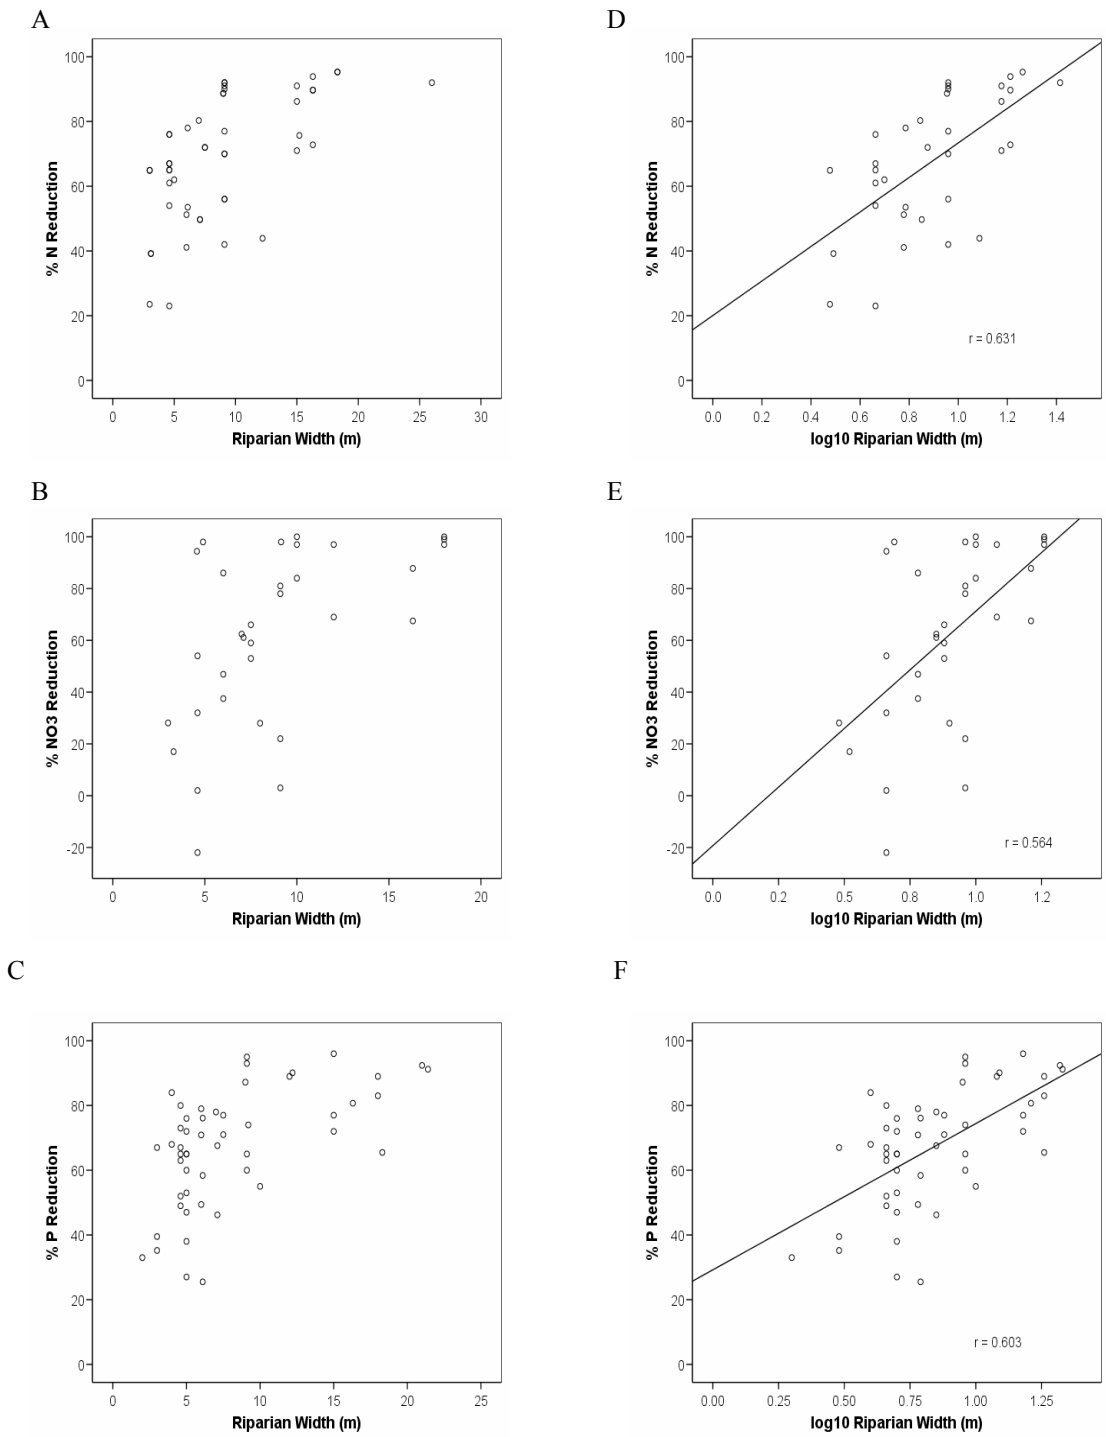 A
100
80
60
40
20
0
% N Reduction
0 5 10 15 20 25 30
Riparian Width (m)
D
100
80
60
40
20
0
% N Reduction
r = 0.631
0.0 0.2 0.4 0.6 0.8 1.0 1.2 1.4
log10 Riparian Width (m)
B
100
80
60
40
20
0
-20
% NO3 Reduction
0 5 10 15 20
Riparian Width (m)
E
100
80
60
40
20
0
-20
% NO3 Reduction
r = 0.564
0.0 0.2 0.5 0.8 1.0 1.2
log10 Riparian Width (m)
C
100
80
60
40
20
0
% P Reduction
0 5 10 15 20 25
Riparian Width (m)
F
100
80
60
40
20
0
% P Reduction
r = 0.603
0.00 0.25 0.50 0.75 1.00 1.25
log10 Riparian Width (m)